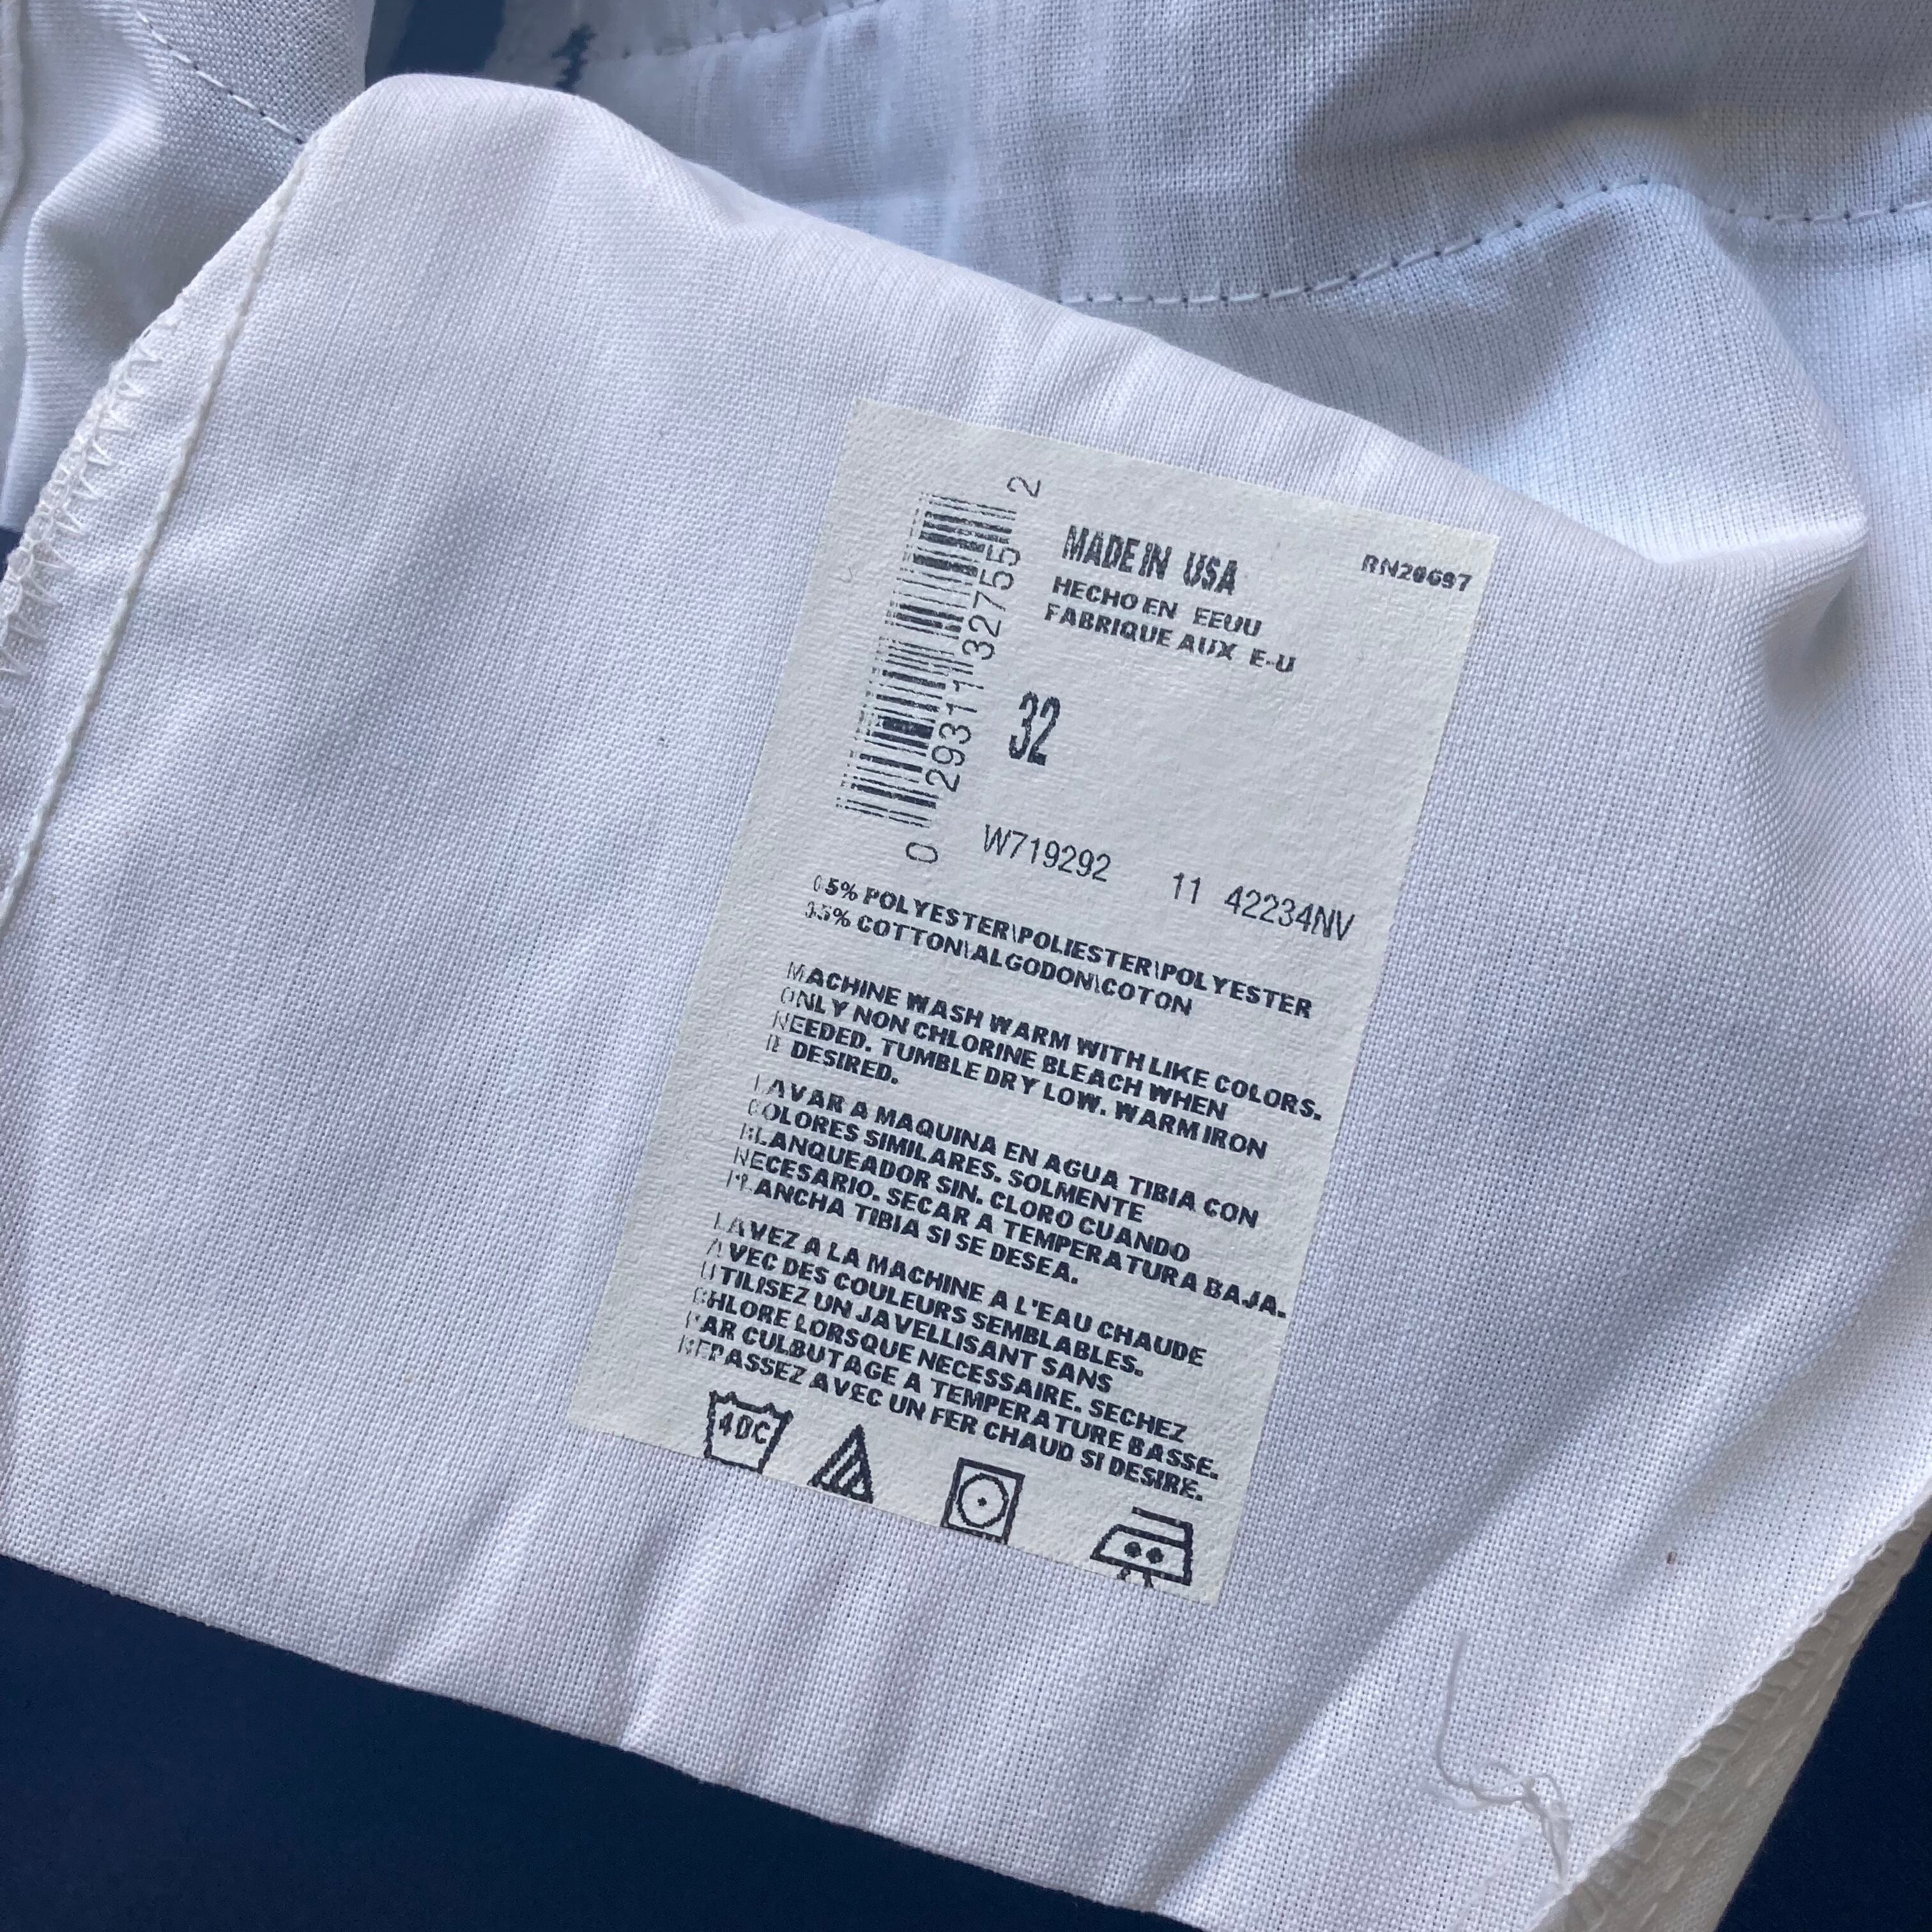 MADE IN USA
RN20697
HECHO EN EEUU
FABRIQUE AUX E-U
0 29311 32755 2
32
W719292 11 42234NV
65% POLYESTER\POLIESTER\POLYESTER
35% COTTON\ALGODON\COTON
MACHINE WASH WARM WITH LIKE COLORS.
ONLY NON CHLORINE BLEACH WHEN
NEEDED. TUMBLE DRY LOW. WARM IRON
IF DESIRED.
LAVAR A MAQUINA EN AGUA TIBIA CON
COLORES SIMILARES. SOLMENTE
BLANQUEADOR SIN. CLORO CUANDO
NECESARIO. SECAR A TEMPERATURA BAJA.
PLANCHA TIBIA SI SE DESEA.
LAVEZ A LA MACHINE A L'EAU CHAUDE
AVEC DES COULEURS SEMBLABLES.
UTILISEZ UN JAVELLISANT SANS
CHLORE LORSQUE NECESSAIRE. SECHEZ
PAR CULBUTAGE A TEMPERATURE BASSE.
REPASSEZ AVEC UN FER CHAUD SI DESIRE.
40C